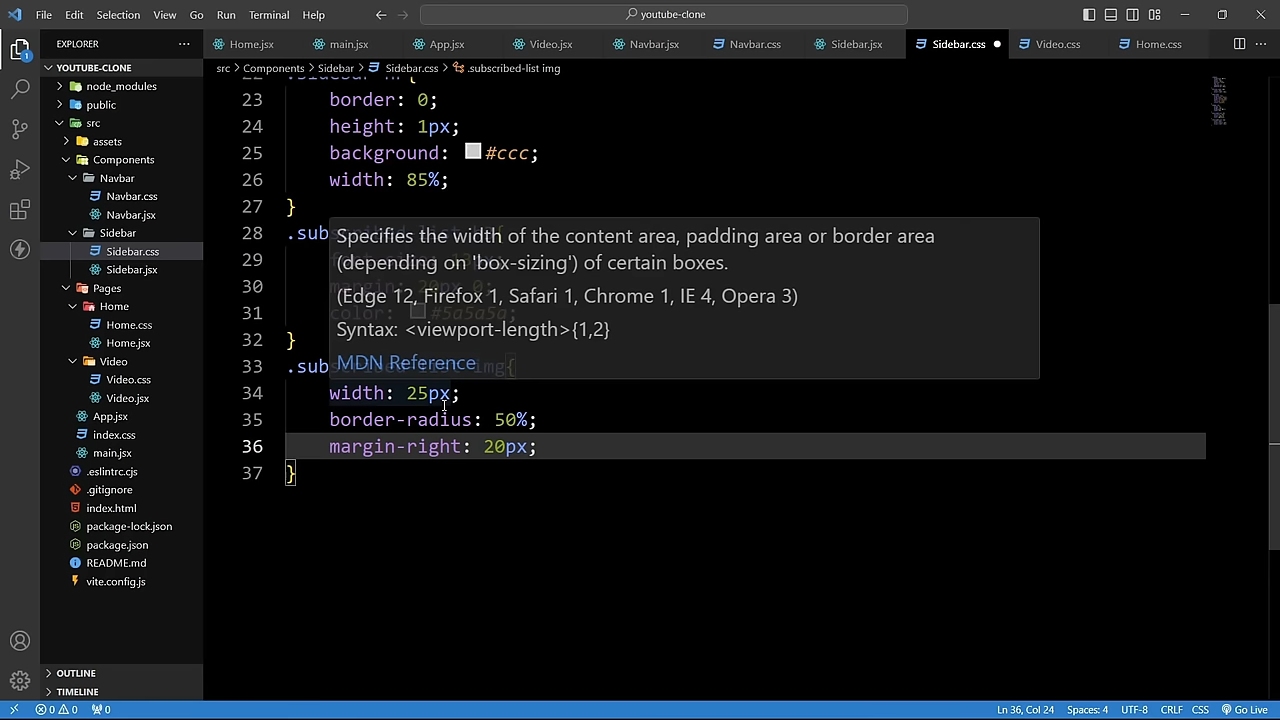 File Edit Selection View Go Run Terminal Help
youtube-clone
EXPLORER
Home.jsx main.jsx App.jsx Video.jsx Navbar.jsx Navbar.css Sidebar.jsx Sidebar.css Video.css Home.css
src > Components > Sidebar > Sidebar.css > .subscribed-list img
YOUTUBE-CLONE
node_modules
public
src
assets
Components
Navbar
Navbar.css
Navbar.jsx
Sidebar
Sidebar.css
Sidebar.jsx
Pages
Home
Home.css
Home.jsx
Video
Video.css
Video.jsx
App.jsx
index.css
main.jsx
.eslintrc.cjs
.gitignore
index.html
package-lock.json
package.json
README.md
vite.config.js
OUTLINE
TIMELINE
23 border: 0;
24 height: 1px;
25 background: #ccc;
26 width: 85%;
27 }
28 .sub
29
30
31 color: #5a5a5a;
32 }
33 .subscribed-list img{
34 width: 25px;
35 border-radius: 50%;
36 margin-right: 20px;
37 }
Specifies the width of the content area, padding area or border area
(depending on 'box-sizing') of certain boxes.
(Edge 12, Firefox 1, Safari 1, Chrome 1, IE 4, Opera 3)
Syntax: <viewport-length>{1,2}
MDN Reference
0 0 0
Ln 36, Col 24 Spaces: 4 UTF-8 CRLF CSS Go Live